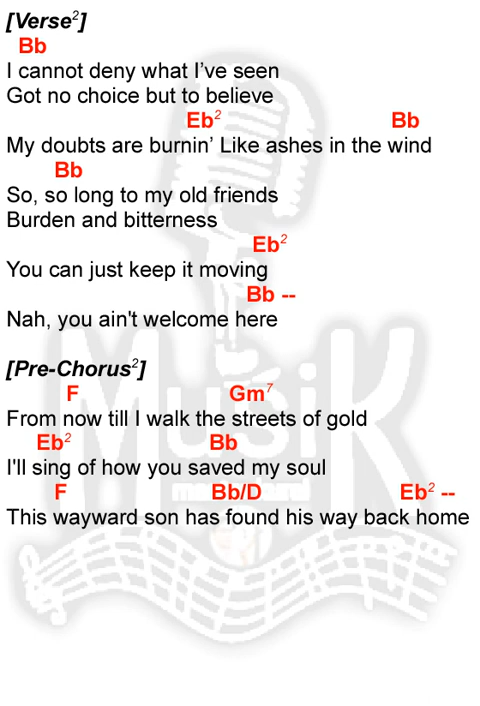 [Verse²]
Bb
I cannot deny what I’ve seen
Got no choice but to believe
Eb² Bb
My doubts are burnin’ Like ashes in the wind
Bb
So, so long to my old friends
Burden and bitterness
Eb²
You can just keep it moving
Bb --
Nah, you ain't welcome here
[Pre-Chorus²]
F Gm⁷
From now till I walk the streets of gold
Eb² Bb
I'll sing of how you saved my soul
F Bb/D Eb² --
This wayward son has found his way back home
MusiK